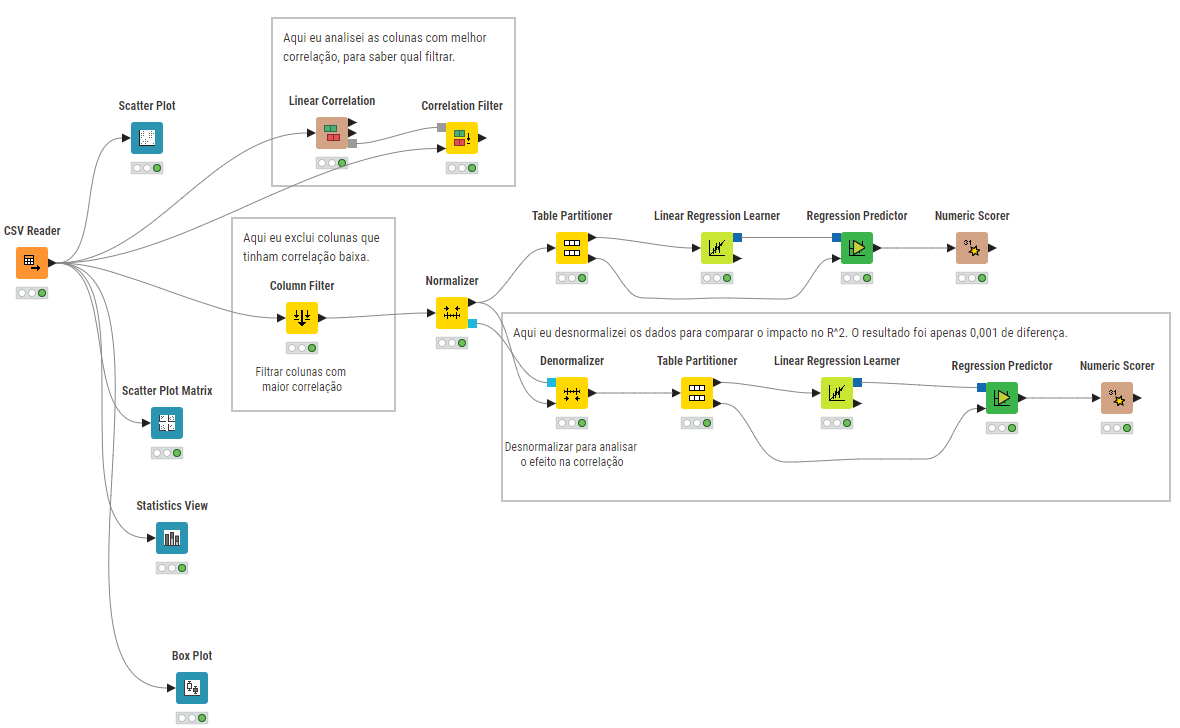 Aqui eu analisei as colunas com melhor
correlação, para saber qual filtrar.
Scatter Plot
Linear Correlation
Correlation Filter
CSV Reader
Aqui eu exclui colunas que
tinham correlação baixa.
Column Filter
Filtrar colunas com
maior correlação
Normalizer
Table Partitioner
Linear Regression Learner
Regression Predictor
Numeric Scorer
Aqui eu desnormalizei os dados para comparar o impacto no R^2. O resultado foi apenas 0,001 de diferença.
Denormalizer
Table Partitioner
Linear Regression Learner
Regression Predictor
Numeric Scorer
Desnormalizar para analisar
o efeito na correlação
Scatter Plot Matrix
Statistics View
Box Plot